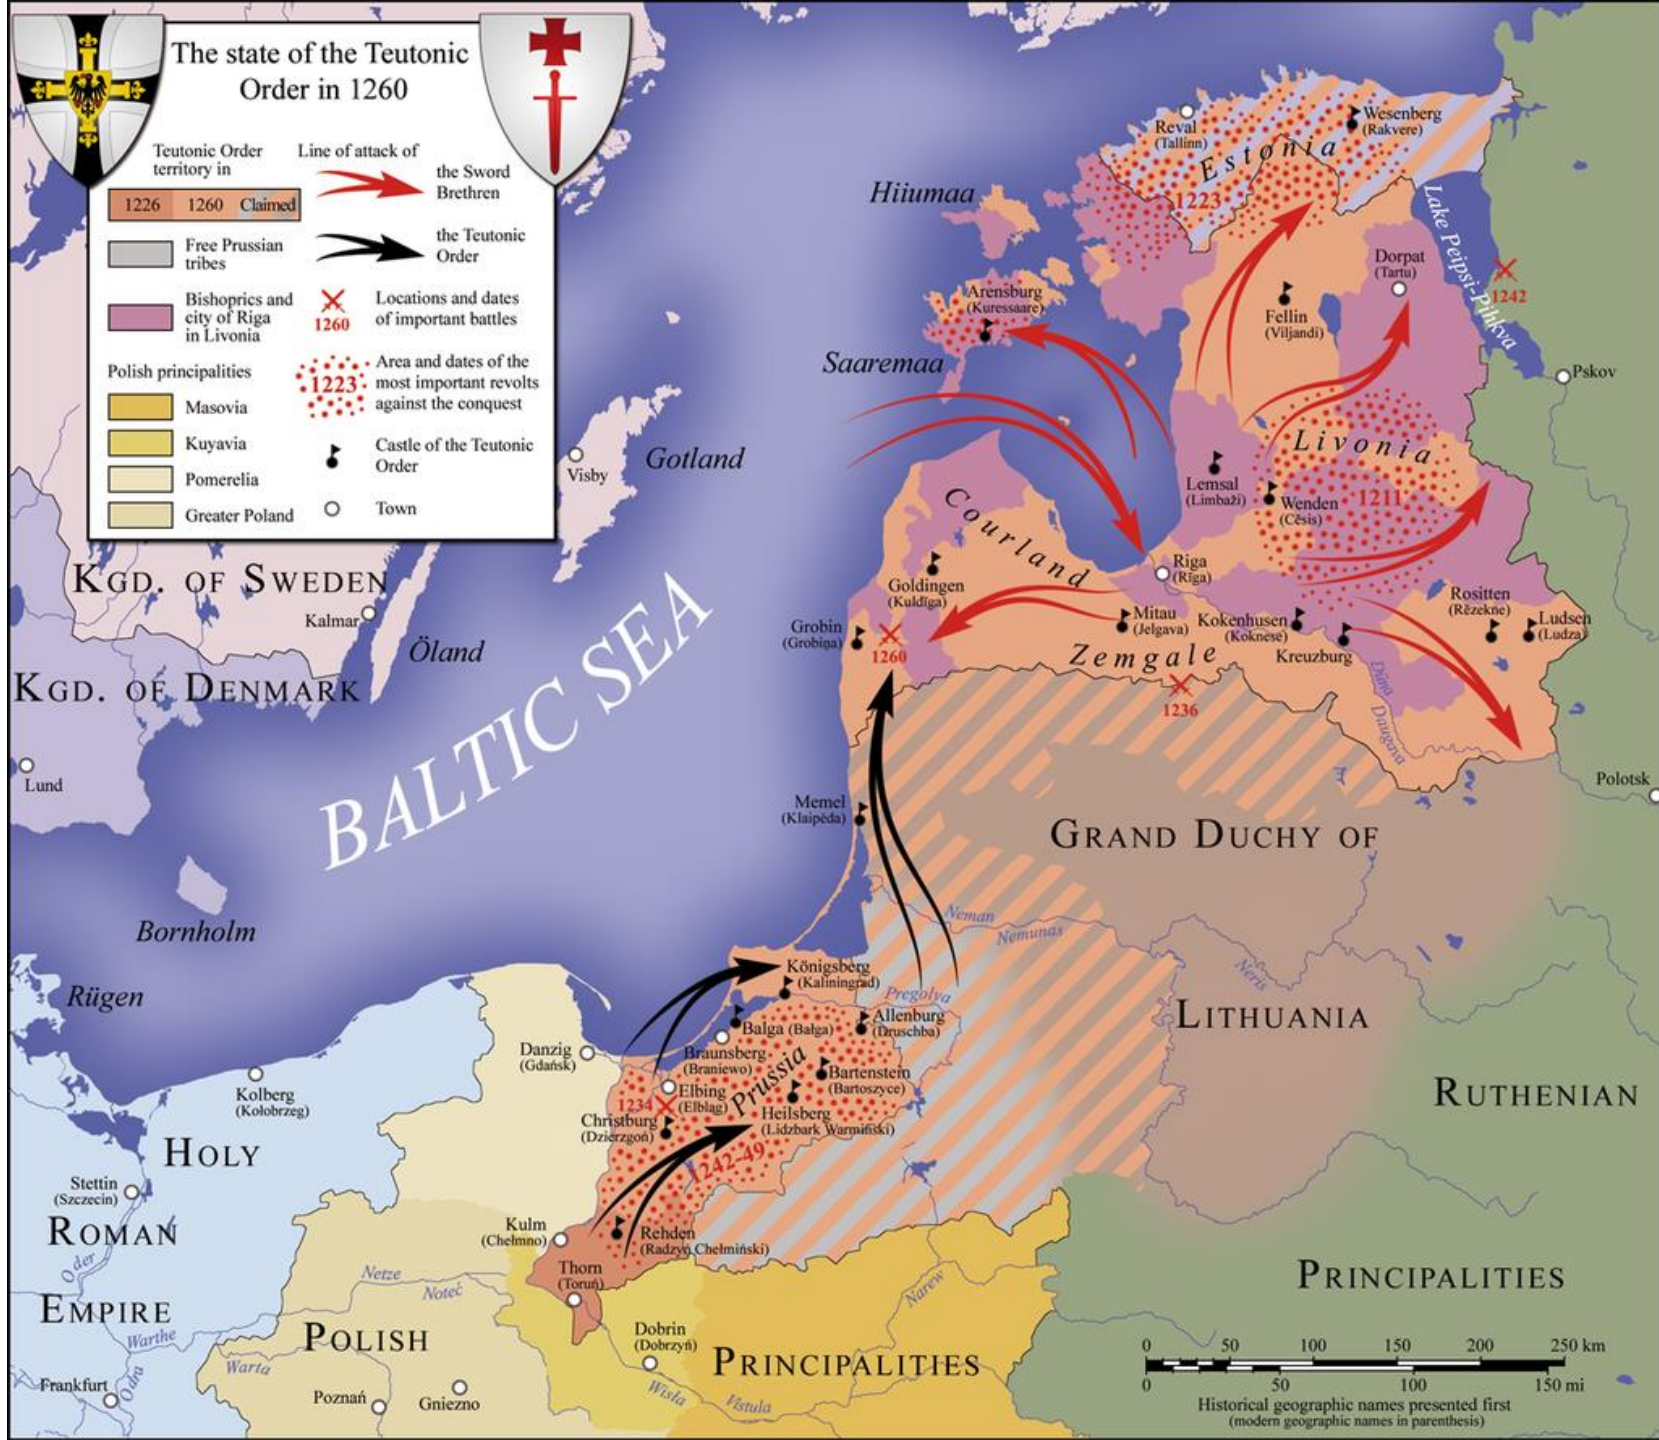 The state of the Teutonic
Order in 1260
Teutonic Order
territory in
1226 1260 Claimed
Free Prussian
tribes
Bishoprics and
city of Riga
in Livonia
Polish principalities
Masovia
Kuyavia
Pomerelia
Greater Poland
Line of attack of
the Sword
Brethren
the Teutonic
Order
1260
Locations and dates
of important battles
1223
Area and dates of the
most important revolts
against the conquest
Castle of the Teutonic
Order
Town
Reval
(Tallinn)
Wesenberg
(Rakvere)
Estonia
1223
Hiiumaa
Lake Peipsi-Pihkva
Dorpat
(Tartu)
1242
Arensburg
(Kuressaare)
Fellin
(Viljandi)
Saaremaa
Pskov
Visby
Gotland
Livonia
Lemsal
(Limbaži)
Wenden
(Cēsis)
1211
Courland
Riga
(Rīga)
Goldingen
(Kuldīga)
KGD. OF SWEDEN
Kalmar
Öland
Grobin
(Grobiņa)
1260
Mitau
(Jelgava)
Kokenhusen
(Koknese)
Kreuzburg
Rositten
(Rēzekne)
Ludsen
(Ludza)
Zemgale
1236
Düna
Daugava
KGD. OF DENMARK
Lund
BALTIC SEA
Polotsk
Memel
(Klaipėda)
GRAND DUCHY OF
LITHUANIA
Bornholm
Neman
Nemunas
Neris
Rügen
Königsberg
(Kaliningrad)
Pregolya
Balga (Bałga)
Allenburg
(Druschba)
Danzig
(Gdańsk)
Braunsberg
(Braniewo)
Prussia
Bartenstein
(Bartoszyce)
Elbing
(Elbląg)
1234
Heilsberg
(Lidzbark Warmiński)
Christburg
(Dzierzgoń)
1242-49
Kolberg
(Kołobrzeg)
RUTHENIAN
PRINCIPALITIES
HOLY
ROMAN
EMPIRE
Stettin
(Szczecin)
Oder
Kulm
(Chełmno)
Rehden
(Radzyń Chełmiński)
Thorn
(Toruń)
Netze
Noteć
Narew
Warthe
Warta
POLISH
PRINCIPALITIES
Dobrin
(Dobrzyń)
Frankfurt
Odra
Poznań
Gniezno
Wisła
Vistula
0 50 100 150 200 250 km
0 50 100 150 mi
Historical geographic names presented first
(modern geographic names in parenthesis)